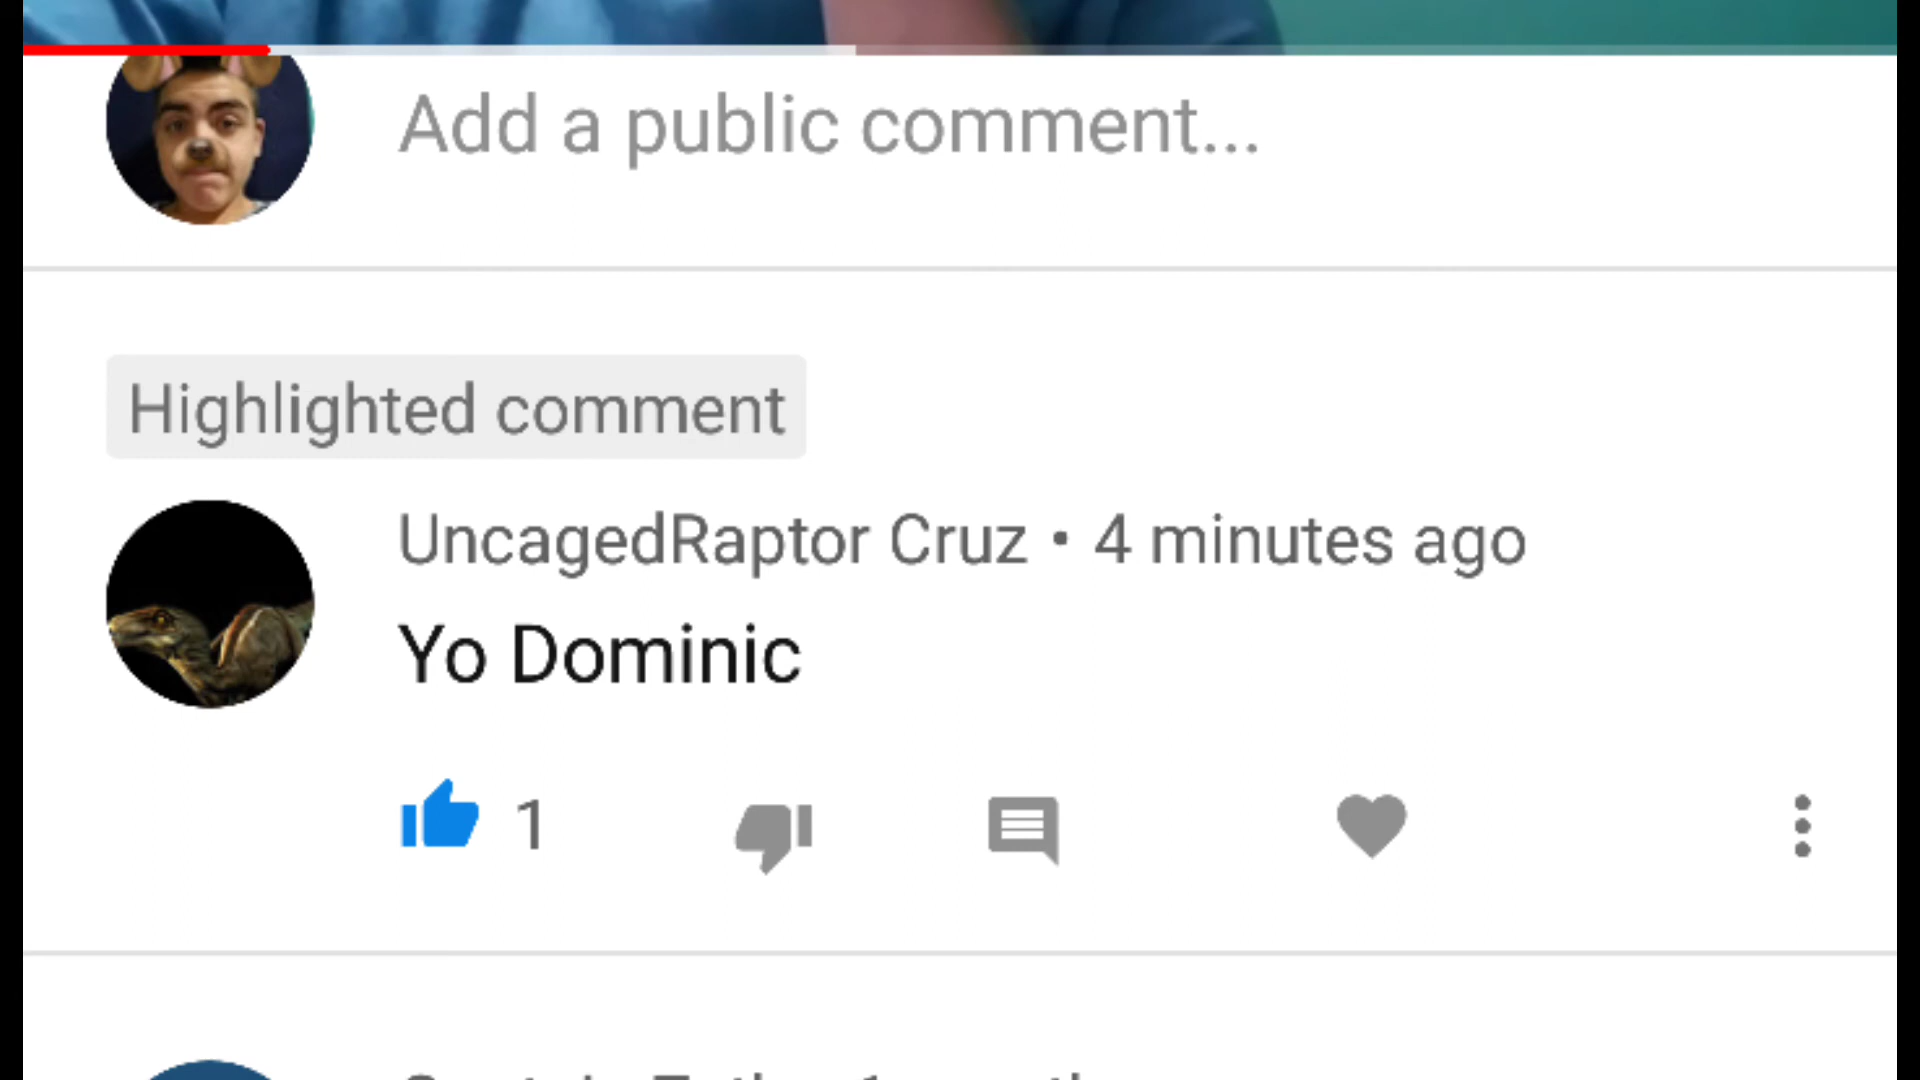 Add a public comment...
Highlighted comment
UncagedRaptor Cruz • 4 minutes ago
Yo Dominic
1